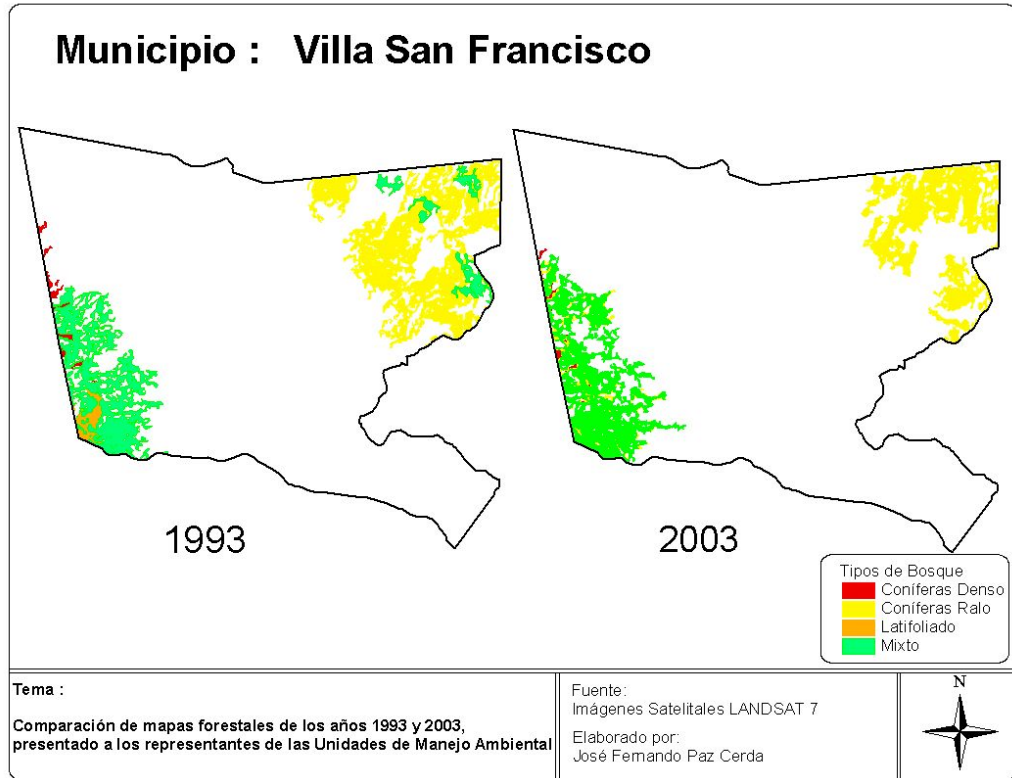 Municipio : Villa San Francisco
1993
2003
Tipos de Bosque
Coníferas Denso
Coníferas Ralo
Latifoliado
Mixto
Tema :
Comparación de mapas forestales de los años 1993 y 2003,
presentado a los representantes de las Unidades de Manejo Ambiental
Fuente:
Imágenes Satelitales LANDSAT 7
Elaborado por:
José Fernando Paz Cerda
N